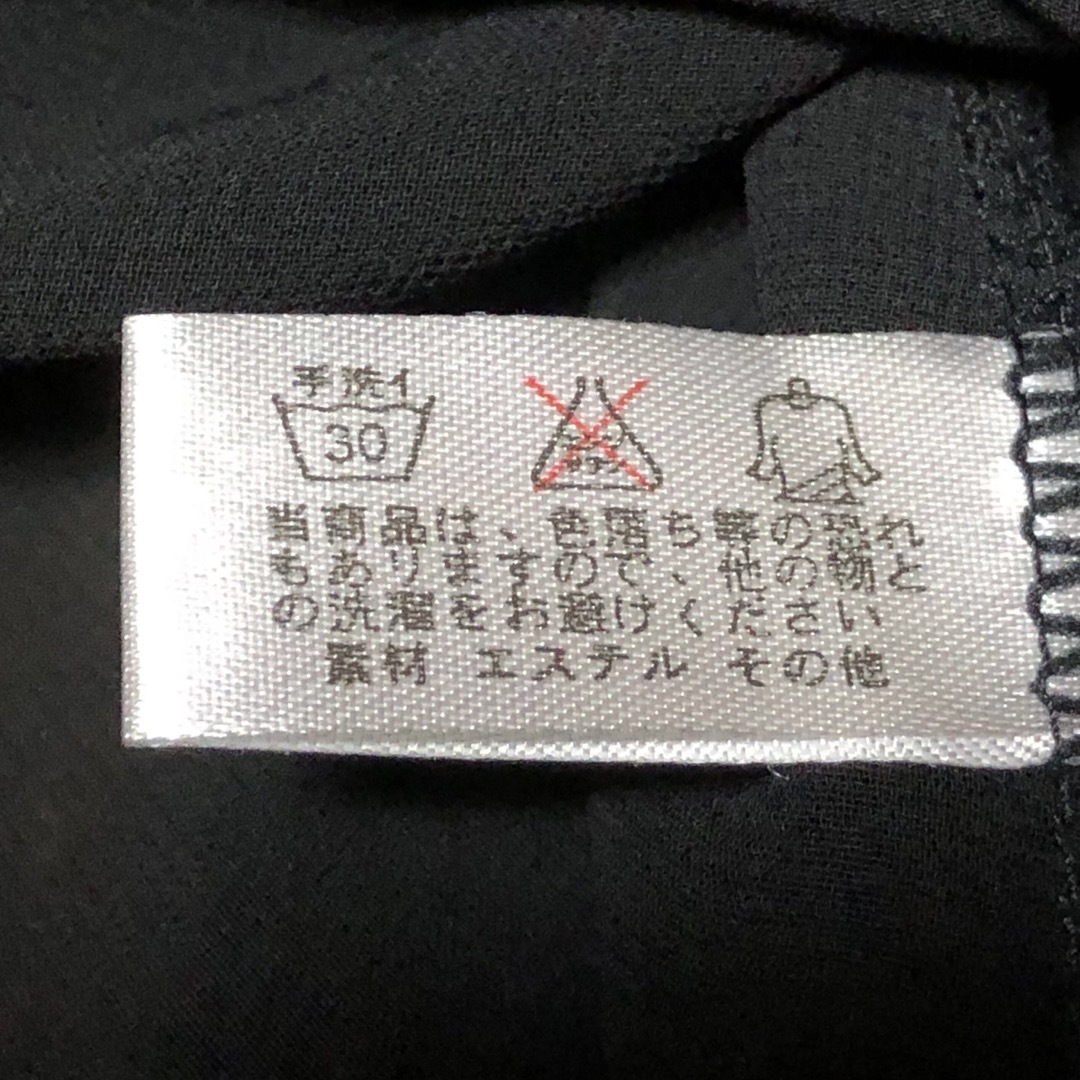 手洗イ
30
当商品は、色落ち等の恐れ
もありますので、他の物と
の洗濯をお避けください
素材 エステル その他